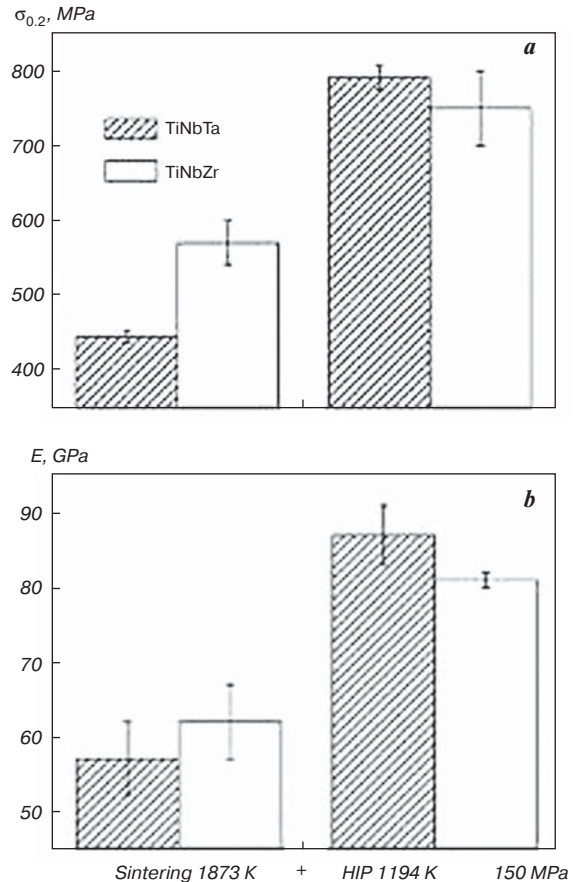 σ0.2, MPa
a
800
700
600
500
400
TiNbTa
TiNbZr
E, GPa
b
90
80
70
60
50
Sintering 1873 K + HIP 1194 K 150 MPa